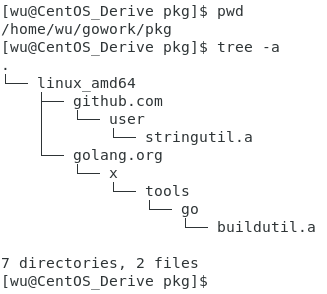 [wu@CentOS_Derive pkg]$ pwd
/home/wu/gowork/pkg
[wu@CentOS_Derive pkg]$ tree -a
.
└── linux_amd64
    ├── github.com
    │   └── user
    │       └── stringutil.a
    └── golang.org
        └── x
            └── tools
                └── go
                    └── buildutil.a

7 directories, 2 files
[wu@CentOS_Derive pkg]$